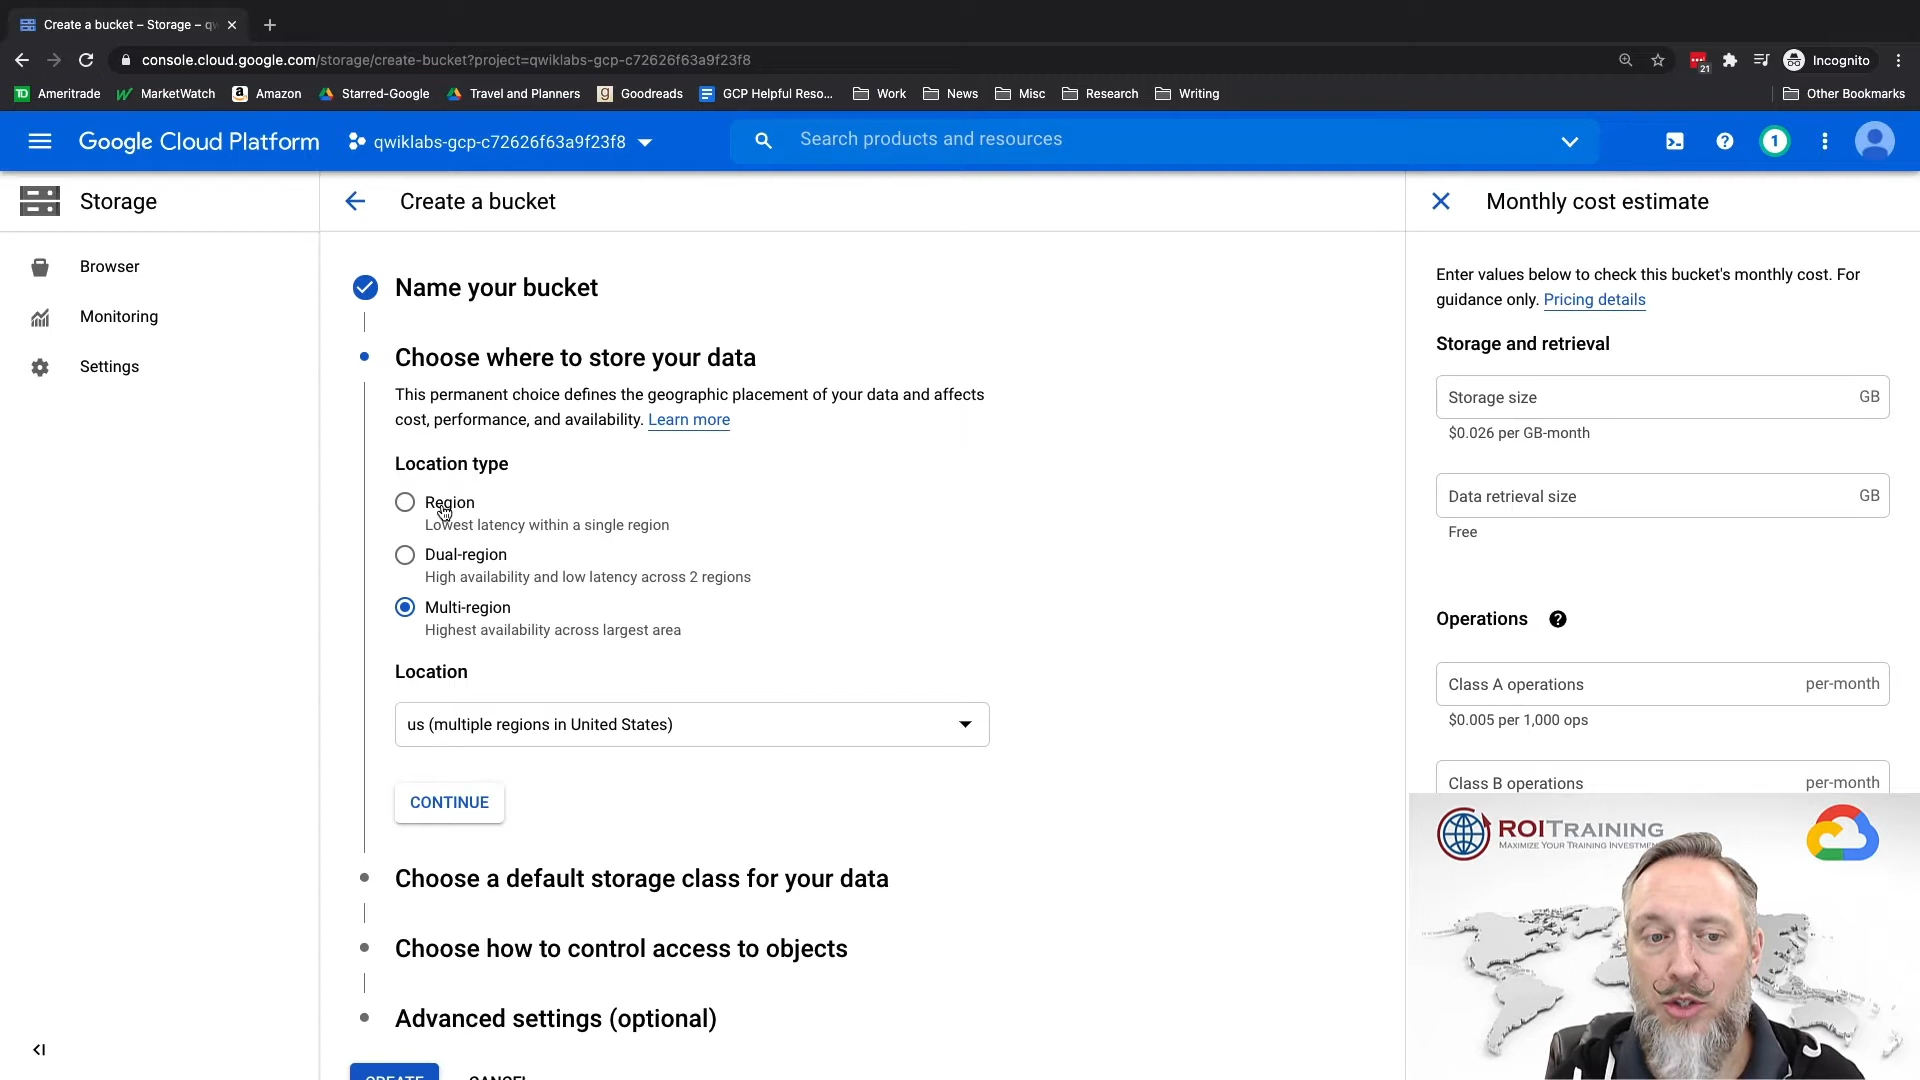 Create a bucket – Storage – qw
console.cloud.google.com/storage/create-bucket?project=qwiklabs-gcp-c72626f63a9f23f8
21
Incognito
Ameritrade
MarketWatch
Amazon
Starred-Google
Travel and Planners
Goodreads
GCP Helpful Reso...
Work
News
Misc
Research
Writing
Other Bookmarks
Google Cloud Platform
qwiklabs-gcp-c72626f63a9f23f8
Search products and resources
1
Storage
Create a bucket
Monthly cost estimate
Browser
Monitoring
Settings
Name your bucket
Choose where to store your data
This permanent choice defines the geographic placement of your data and affects
cost, performance, and availability. Learn more
Location type
Region
Lowest latency within a single region
Dual-region
High availability and low latency across 2 regions
Multi-region
Highest availability across largest area
Location
us (multiple regions in United States)
CONTINUE
Choose a default storage class for your data
Choose how to control access to objects
Advanced settings (optional)
CREATE
CANCEL
Enter values below to check this bucket's monthly cost. For
guidance only. Pricing details
Storage and retrieval
Storage size GB
$0.026 per GB-month
Data retrieval size GB
Free
Operations
Class A operations per-month
$0.005 per 1,000 ops
Class B operations per-month
ROITRAINING
MAXIMIZE YOUR TRAINING INVESTMENT